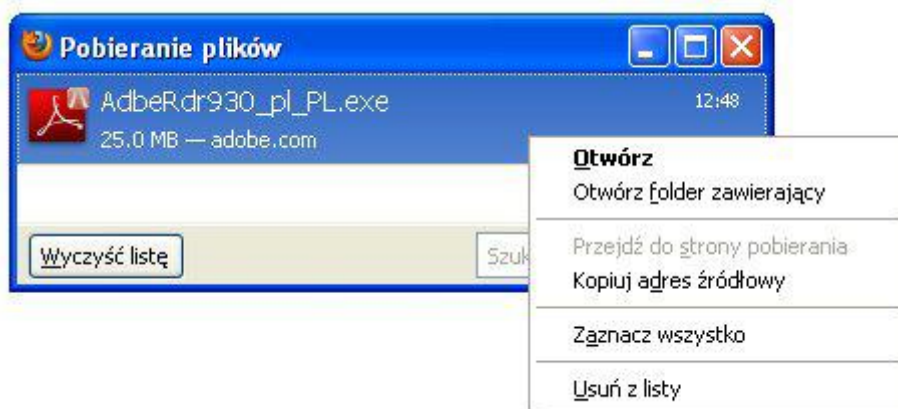 Pobieranie plików
AdbeRdr930_pl_PL.exe
12:48
25.0 MB — adobe.com
Otwórz
Otwórz folder zawierający
Przejdź do strony pobierania
Kopiuj adres źródłowy
Zaznacz wszystko
Usuń z listy
Wyczyść listę
Szuk